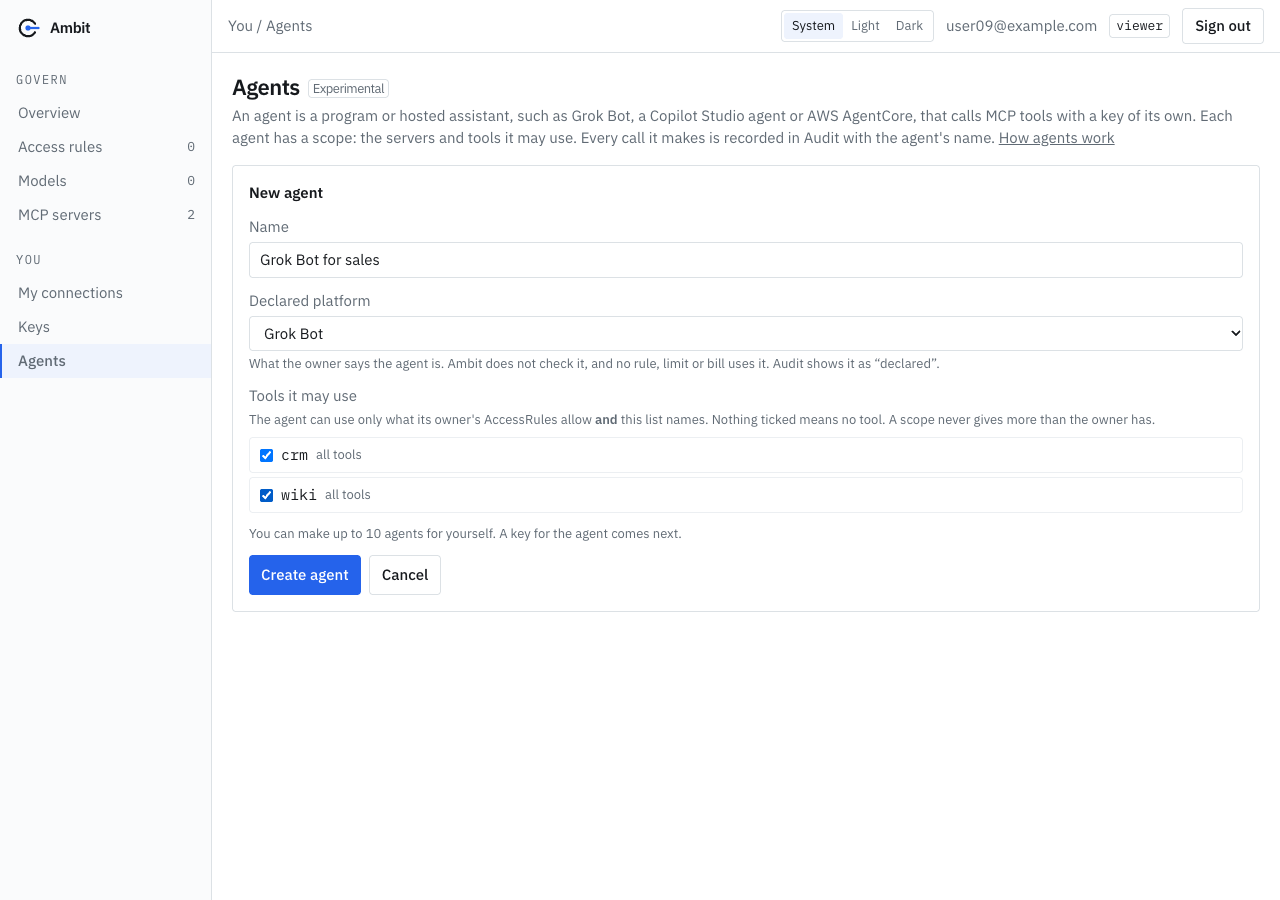 Ambit
You / Agents
System Light Dark
user09@example.com
viewer
Sign out
GOVERN
Overview
Access rules 0
Models 0
MCP servers 2
YOU
My connections
Keys
Agents
Agents Experimental
An agent is a program or hosted assistant, such as Grok Bot, a Copilot Studio agent or AWS AgentCore, that calls MCP tools with a key of its own. Each
agent has a scope: the servers and tools it may use. Every call it makes is recorded in Audit with the agent's name. How agents work
New agent
Name
Grok Bot for sales
Declared platform
Grok Bot
What the owner says the agent is. Ambit does not check it, and no rule, limit or bill uses it. Audit shows it as “declared”.
Tools it may use
The agent can use only what its owner's AccessRules allow and this list names. Nothing ticked means no tool. A scope never gives more than the owner has.
crm all tools
wiki all tools
You can make up to 10 agents for yourself. A key for the agent comes next.
Create agent Cancel